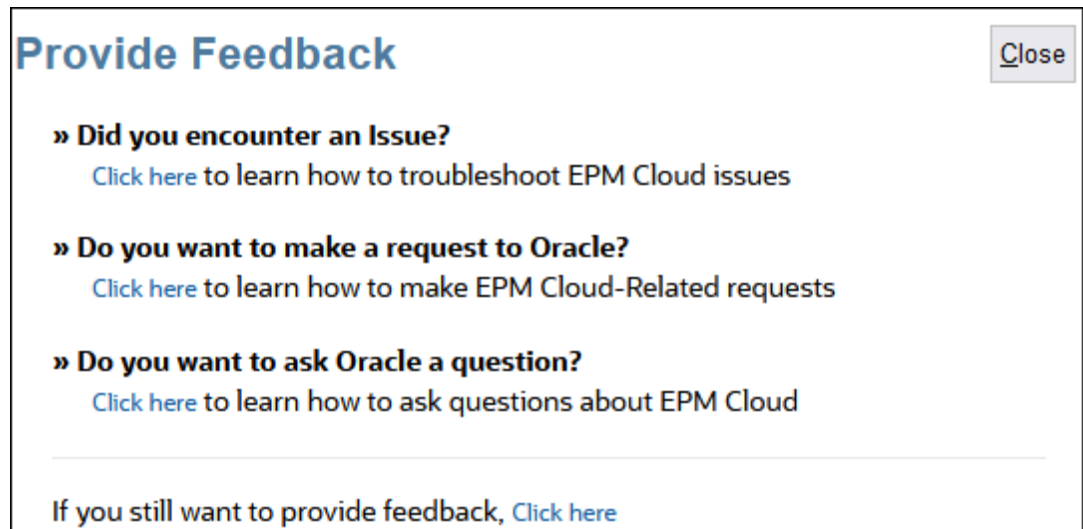 Provide Feedback
Close
» Did you encounter an Issue?
Click here to learn how to troubleshoot EPM Cloud issues
» Do you want to make a request to Oracle?
Click here to learn how to make EPM Cloud-Related requests
» Do you want to ask Oracle a question?
Click here to learn how to ask questions about EPM Cloud
If you still want to provide feedback, Click here